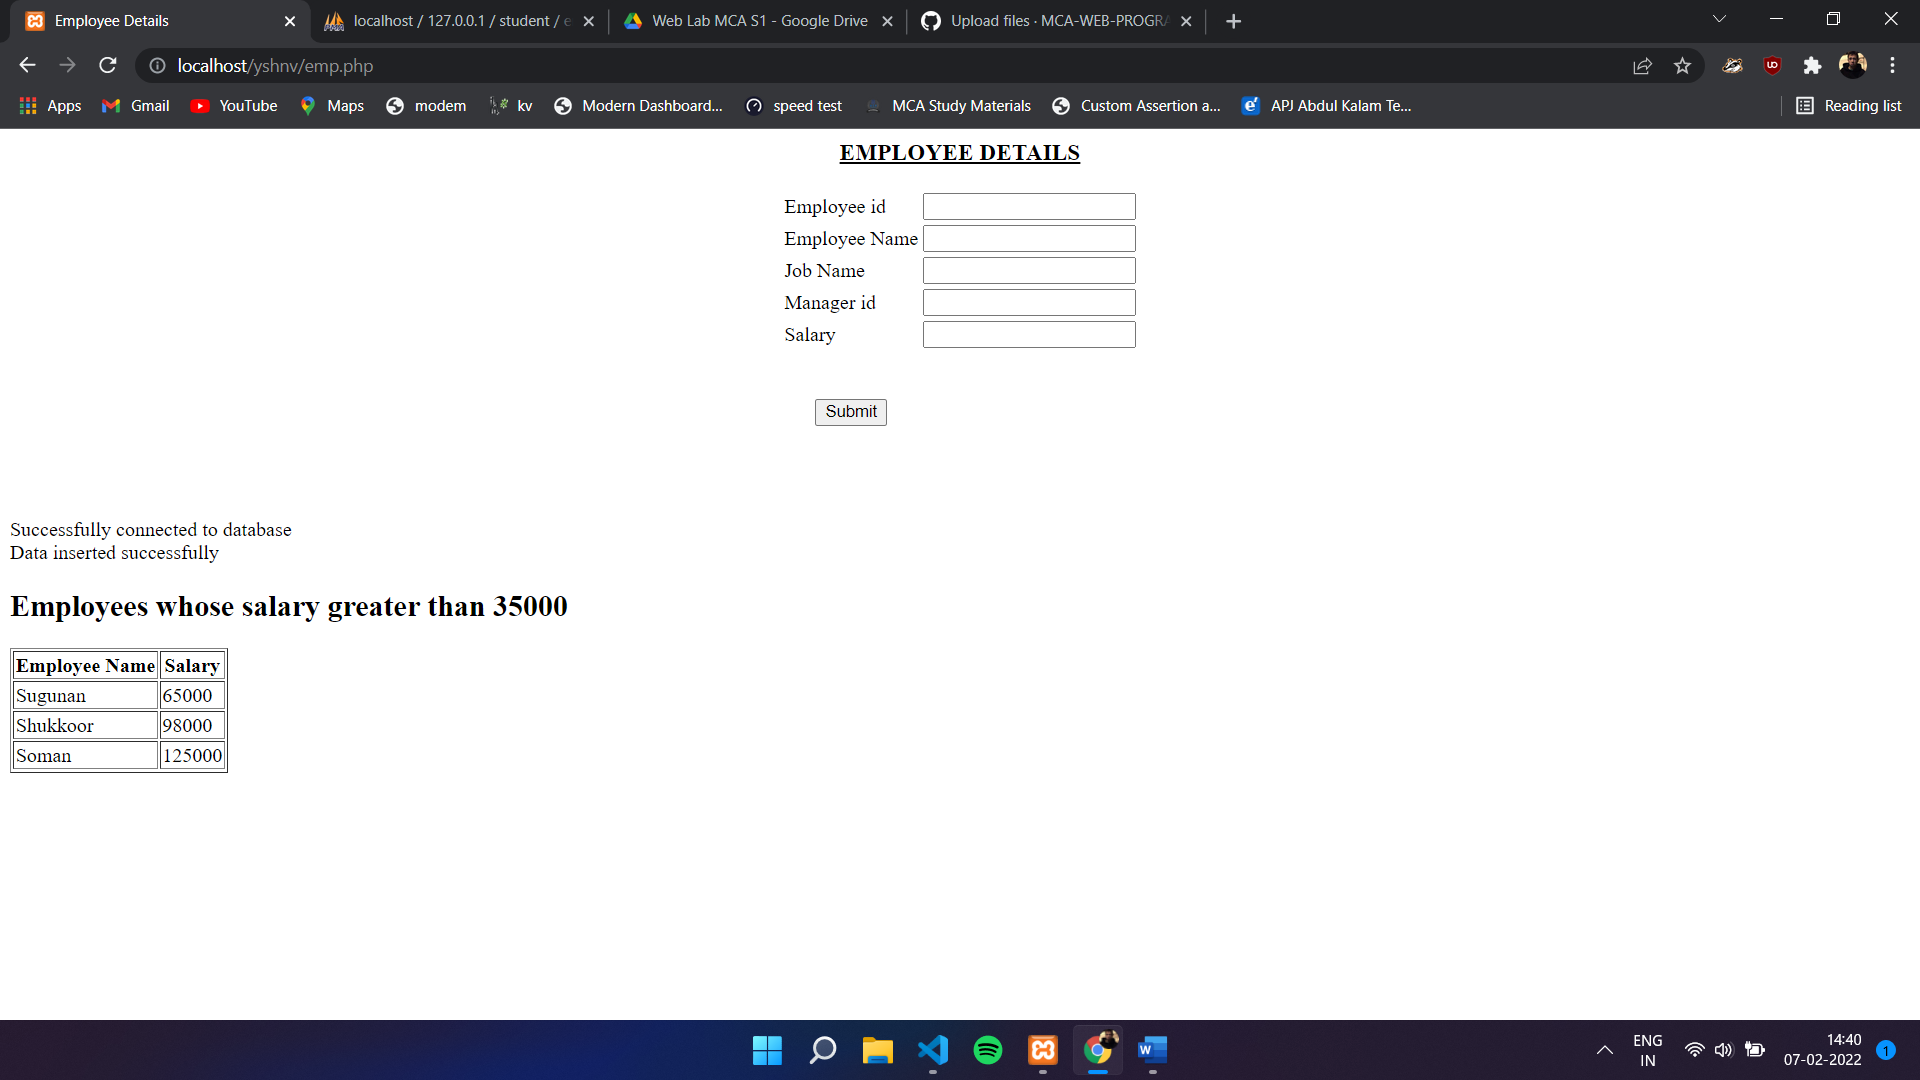 Employee Details
localhost / 127.0.0.1 / student / e
Web Lab MCA S1 - Google Drive
Upload files · MCA-WEB-PROGRA
localhost/yshnv/emp.php
Apps
Gmail
YouTube
Maps
modem
kv
Modern Dashboard...
speed test
MCA Study Materials
Custom Assertion a...
APJ Abdul Kalam Te...
Reading list
EMPLOYEE DETAILS
Employee id
Employee Name
Job Name
Manager id
Salary
Submit
Successfully connected to database
Data inserted successfully
Employees whose salary greater than 35000
Employee Name Salary
Sugunan 65000
Shukkoor 98000
Soman 125000
ENG
IN
14:40
07-02-2022
1